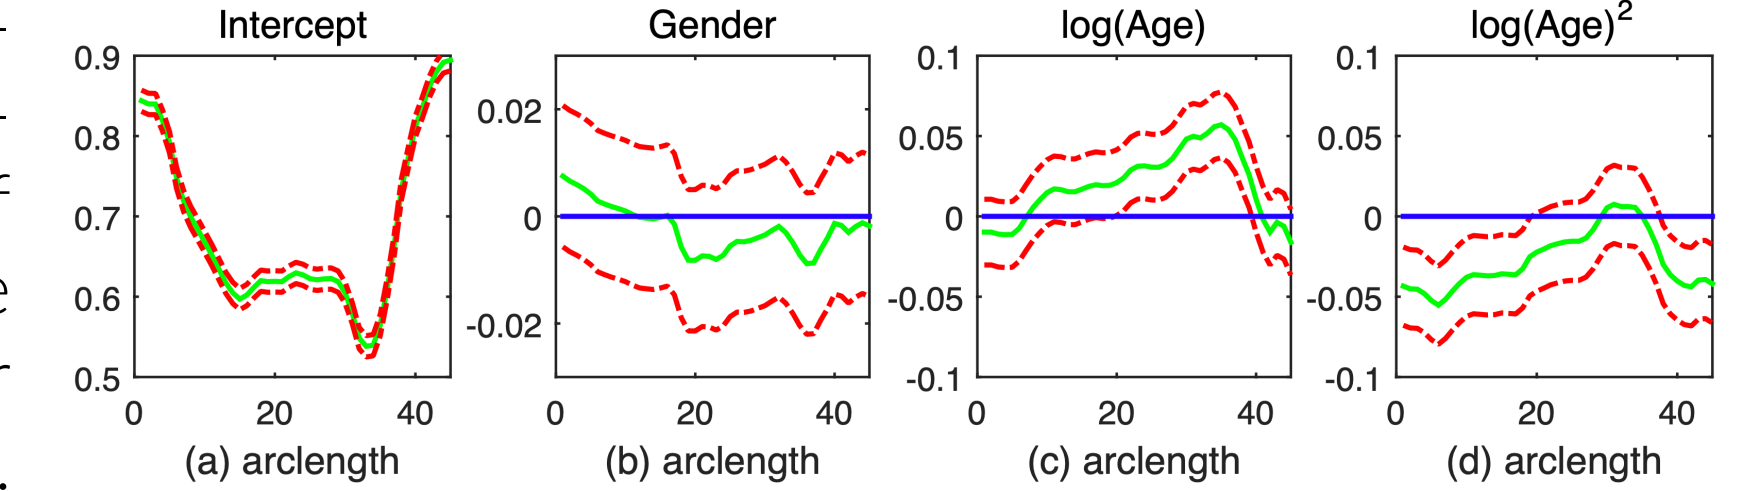 Intercept Gender log(Age) log(Age)²
0.9 0.8 0.7 0.6 0.5
0 20 40
(a) arclength
0.02 0 -0.02
0 20 40
(b) arclength
0.1 0.05 0 -0.05 -0.1
0 20 40
(c) arclength
0.1 0.05 0 -0.05 -0.1
0 20 40
(d) arclength